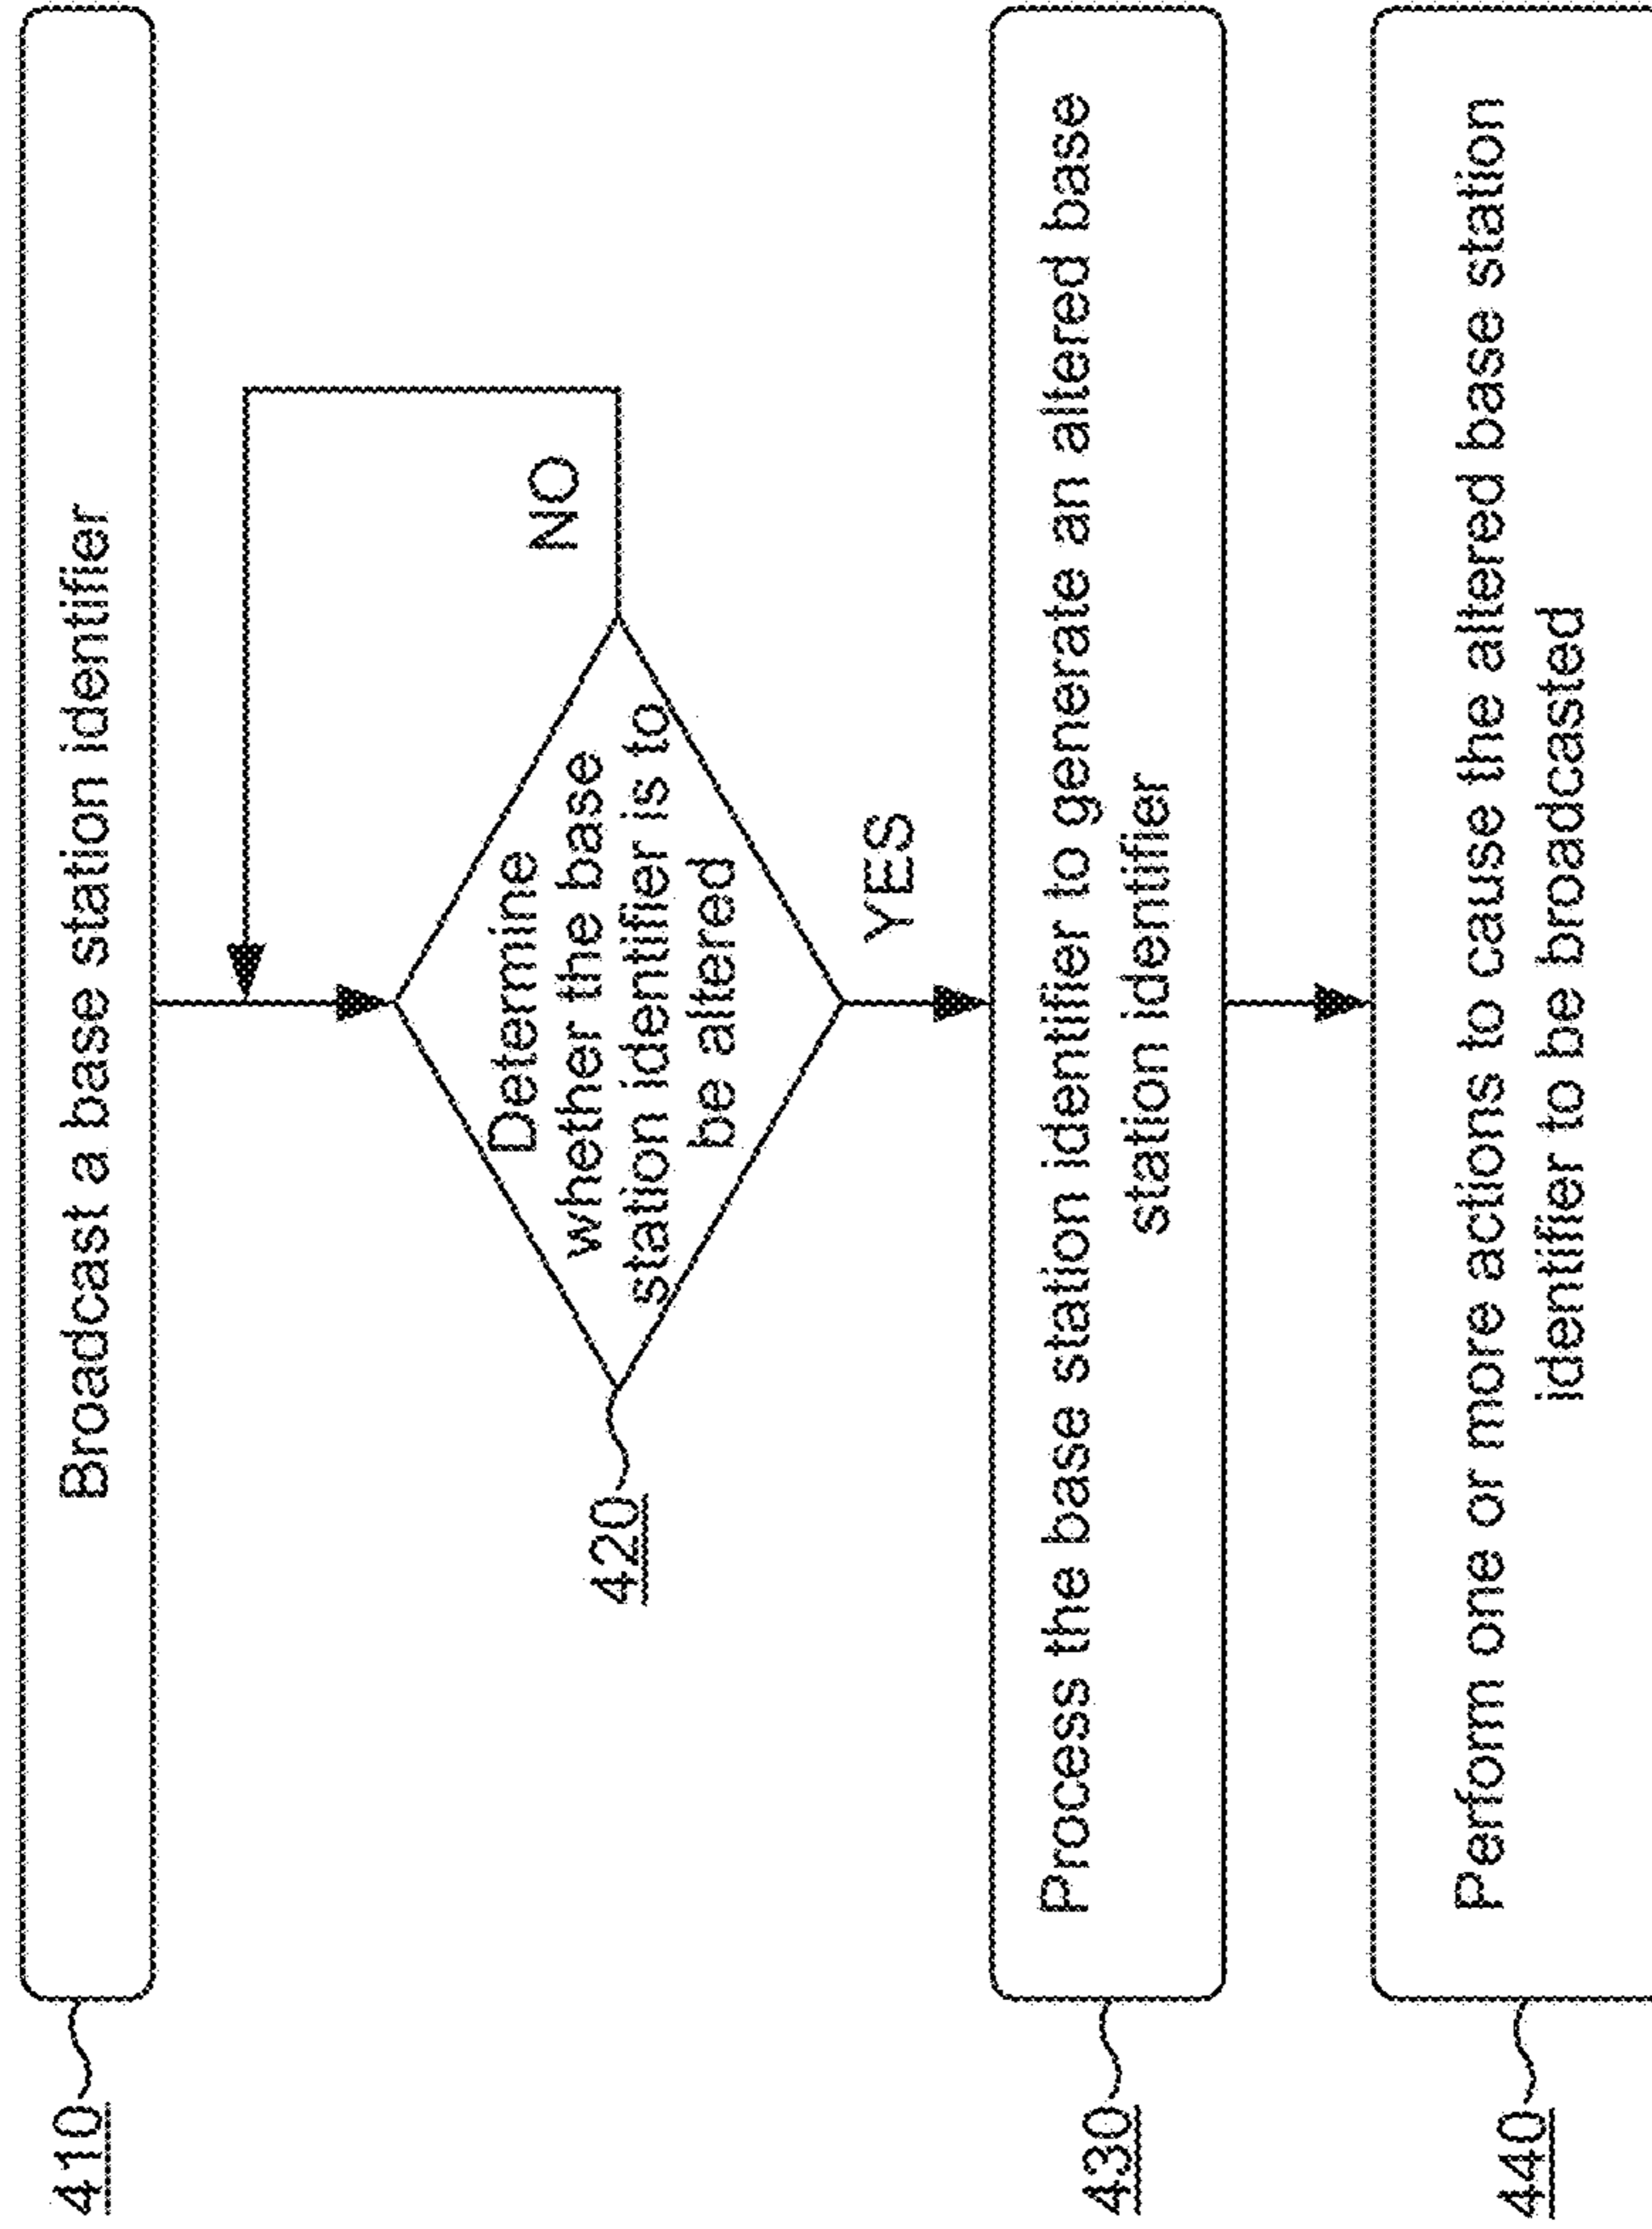 410
Broadcast a base station identifier
420
Determine
whether the base
station identifier is to
be altered
NO
YES
430
Process the base station identifier to generate an altered base
station identifier
440
Perform one or more actions to cause the altered base station
identifier to be broadcasted